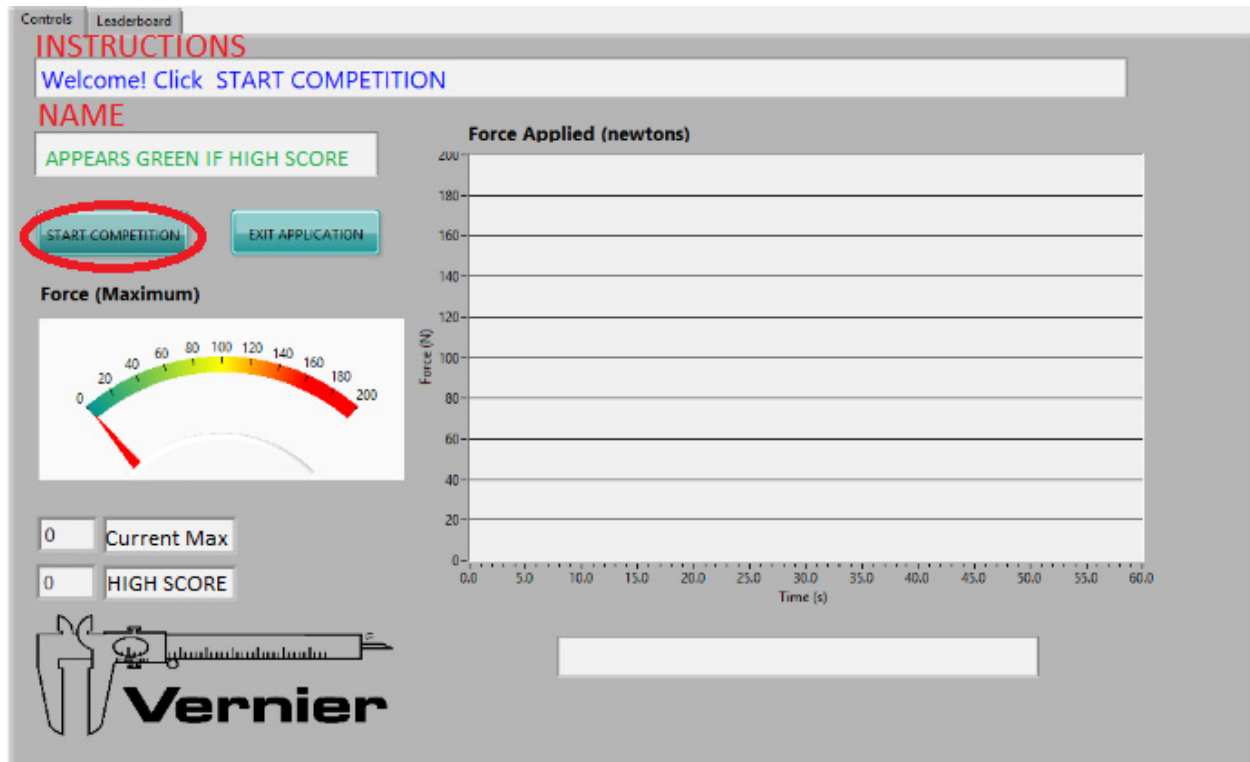 Controls Leaderboard
INSTRUCTIONS
Welcome! Click START COMPETITION
NAME
APPEARS GREEN IF HIGH SCORE
START COMPETITION EXIT APPLICATION
Force (Maximum)
0 20 40 60 80 100 120 140 160 180 200
0 Current Max
0 HIGH SCORE
Vernier
Force Applied (newtons)
Force (N)
200
180
160
140
120
100
80
60
40
20
0
0.0 5.0 10.0 15.0 20.0 25.0 30.0 35.0 40.0 45.0 50.0 55.0 60.0
Time (s)